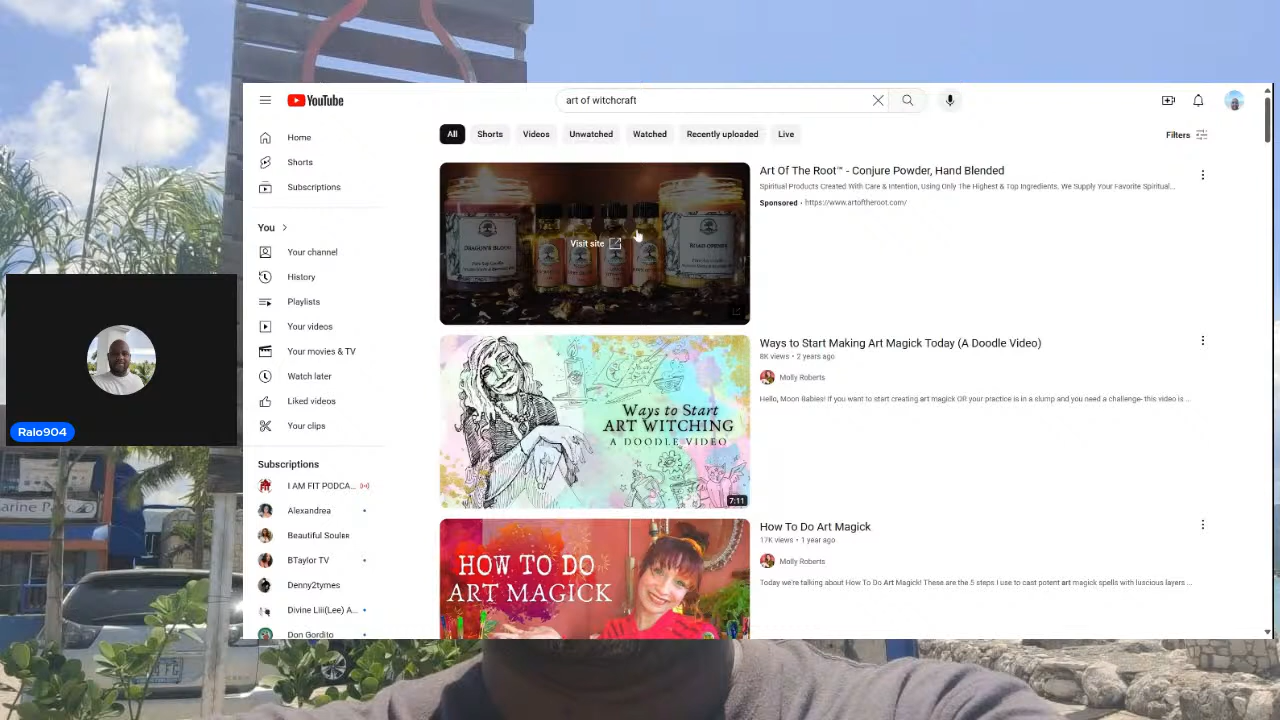 YouTube
art of witchcraft
Home
Shorts
Subscriptions
You
Your channel
History
Playlists
Your videos
Your movies & TV
Watch later
Liked videos
Your clips
Subscriptions
I AM FIT PODCA...
Alexandrea
Beautiful Soulee
BTaylor TV
Denny2tymes
Divine Liii(Lee) A...
Don Gordito
All
Shorts
Videos
Unwatched
Watched
Recently uploaded
Live
Filters
DRAGON'S BLOOD
ROAD OPENER
Visit site
Art Of The Root™ - Conjure Powder, Hand Blended
Spiritual Products Created With Care & Intention, Using Only The Highest & Top Ingredients. We Supply Your Favorite Spiritual...
Sponsored • https://www.artoftheroot.com/
Ways to Start
ART WITCHING
A DOODLE VIDEO
7:11
Ways to Start Making Art Magick Today (A Doodle Video)
8K views • 2 years ago
Molly Roberts
Hello, Moon Babies! If you want to start creating art magick OR your practice is in a slump and you need a challenge- this video is ...
HOW TO DO
ART MAGICK
How To Do Art Magick
17K views • 1 year ago
Molly Roberts
Today we're talking about How To Do Art Magick! These are the 5 steps I use to cast potent art magick spells with luscious layers ...
Ralo904